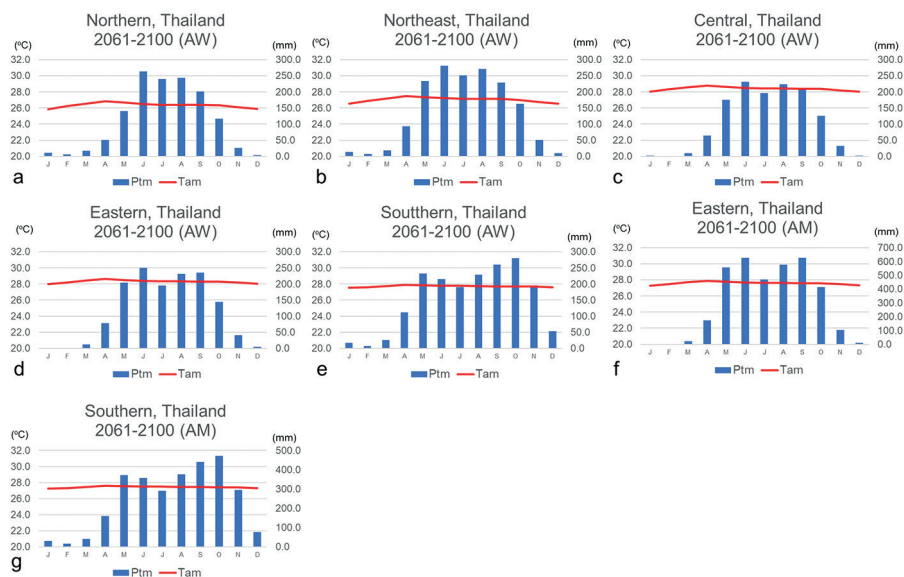 Northern, Thailand
2061-2100 (AW)
(ºC)
(mm)
32.0
30.0
28.0
26.0
24.0
22.0
20.0
300.0
250.0
200.0
150.0
100.0
50.0
0.0
J F M A M J J A S O N D
Ptm Tam
a
Northeast, Thailand
2061-2100 (AW)
(ºC)
(mm)
32.0
30.0
28.0
26.0
24.0
22.0
20.0
300.0
250.0
200.0
150.0
100.0
50.0
0.0
J F M A M J J A S O N D
Ptm Tam
b
Central, Thailand
2061-2100 (AW)
(ºC)
(mm)
32.0
30.0
28.0
26.0
24.0
22.0
20.0
300.0
250.0
200.0
150.0
100.0
50.0
0.0
J F M A M J J A S O N D
Ptm Tam
c
Eastern, Thailand
2061-2100 (AW)
(ºC)
(mm)
32.0
30.0
28.0
26.0
24.0
22.0
20.0
300.0
250.0
200.0
150.0
100.0
50.0
0.0
J F M A M J J A S O N D
Ptm Tam
d
Soutthern, Thailand
2061-2100 (AW)
(ºC)
(mm)
32.0
30.0
28.0
26.0
24.0
22.0
20.0
300.0
250.0
200.0
150.0
100.0
50.0
0.0
J F M A M J J A S O N D
Ptm Tam
e
Eastern, Thailand
2061-2100 (AM)
(ºC)
(mm)
32.0
30.0
28.0
26.0
24.0
22.0
20.0
700.0
600.0
500.0
400.0
300.0
200.0
100.0
0.0
J F M A M J J A S O N D
Ptm Tam
f
Southern, Thailand
2061-2100 (AM)
(ºC)
(mm)
32.0
30.0
28.0
26.0
24.0
22.0
20.0
500.0
400.0
300.0
200.0
100.0
0.0
J F M A M J J A S O N D
Ptm Tam
g